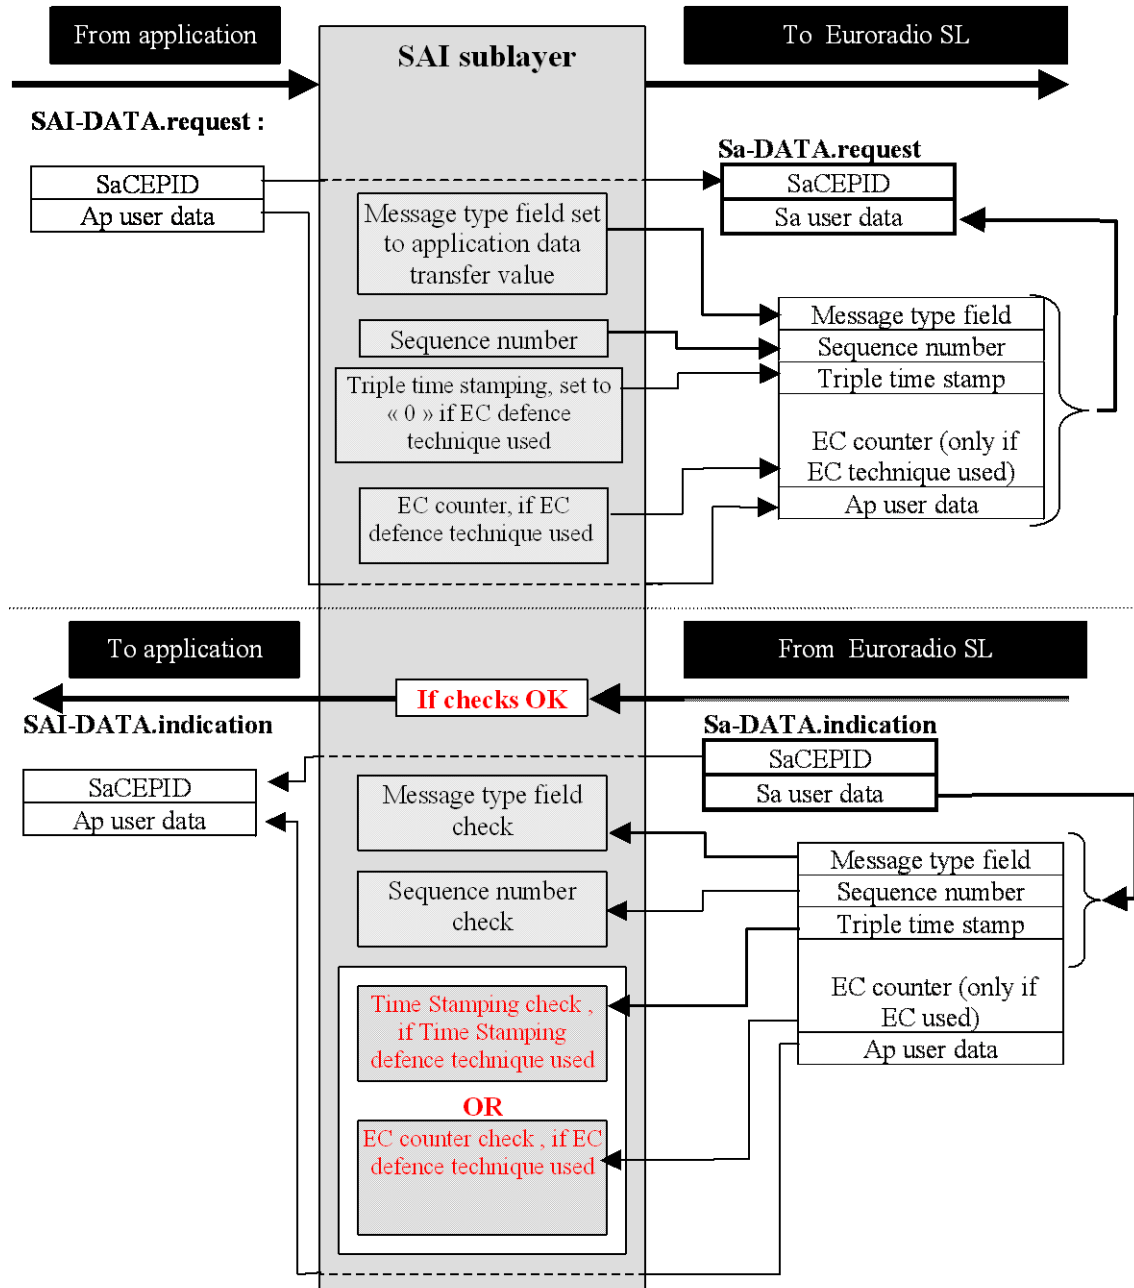 From application
SAI sublayer
To Euroradio SL
SAI-DATA.request :
SaCEPID
Ap user data
Sa-DATA.request
SaCEPID
Sa user data
Message type field set
to application data
transfer value
Sequence number
Triple time stamping, set to
« 0 » if EC defence
technique used
EC counter, if EC
defence technique used
Message type field
Sequence number
Triple time stamp
EC counter (only if
EC technique used)
Ap user data
To application
From Euroradio SL
If checks OK
SAI-DATA.indication
SaCEPID
Ap user data
Sa-DATA.indication
SaCEPID
Sa user data
Message type field
check
Sequence number
check
Time Stamping check ,
if Time Stamping
defence technique used
OR
EC counter check , if EC
defence technique used
Message type field
Sequence number
Triple time stamp
EC counter (only if
EC used)
Ap user data